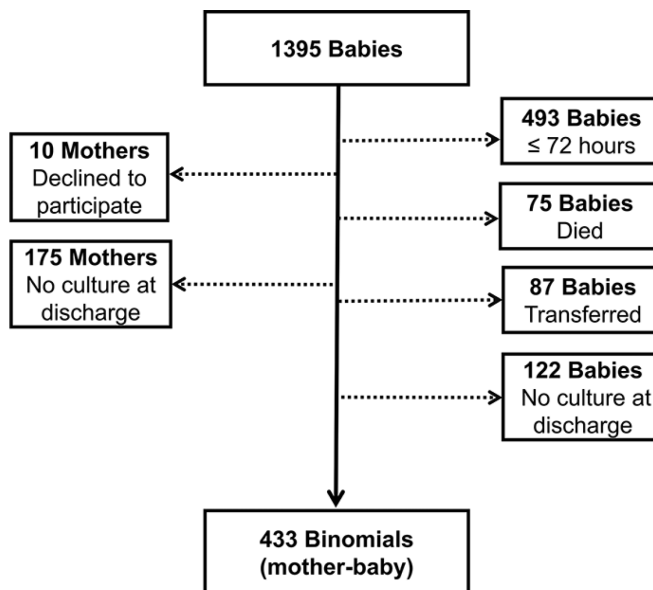 1395 Babies
493 Babies
≤ 72 hours
10 Mothers
Declined to
participate
75 Babies
Died
175 Mothers
No culture at
discharge
87 Babies
Transferred
122 Babies
No culture at
discharge
433 Binomials
(mother-baby)